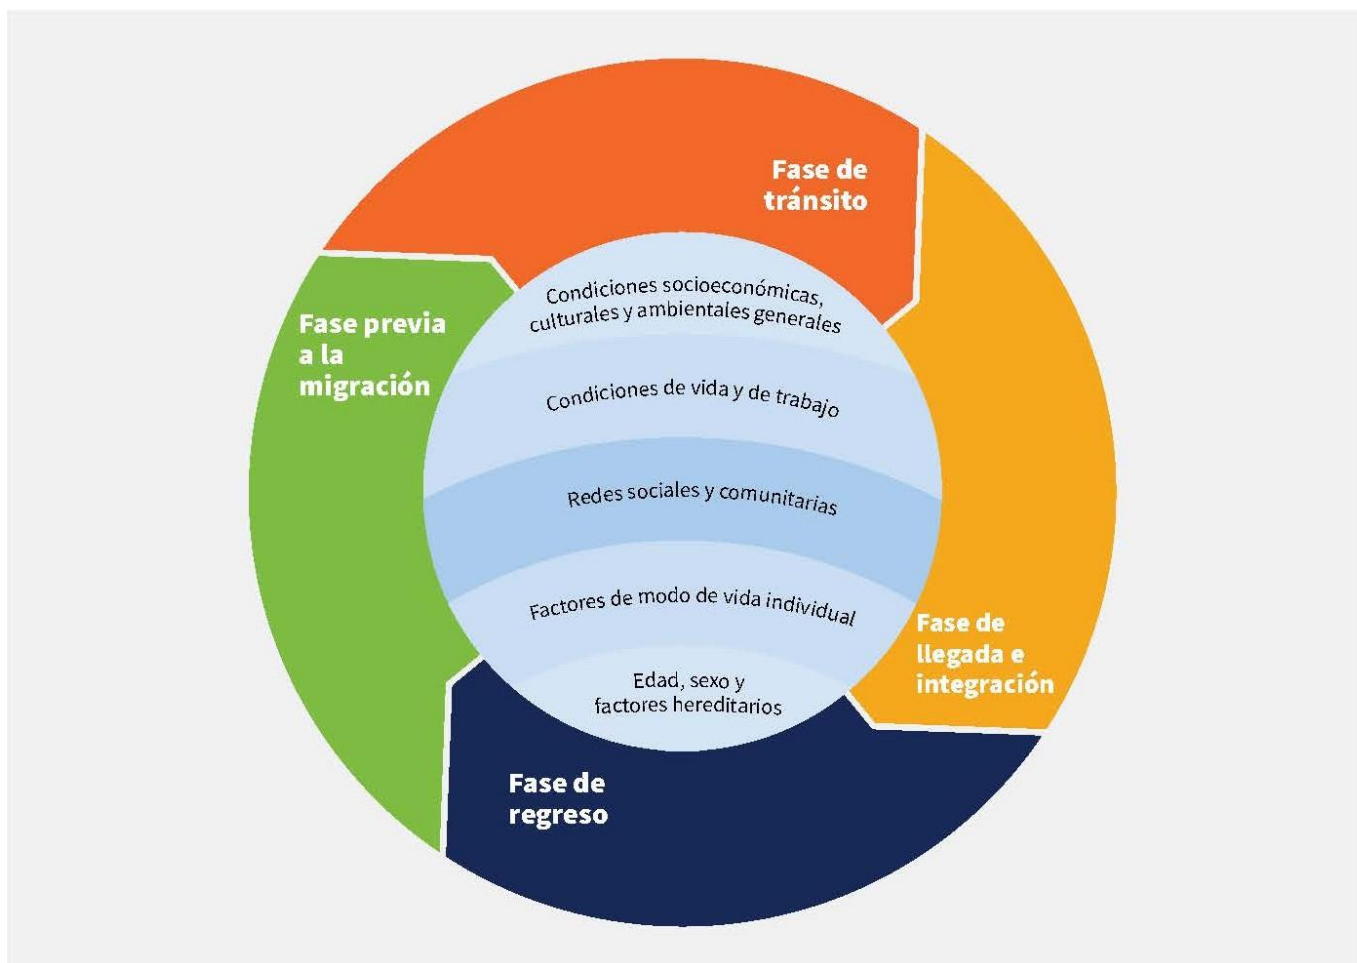 Fase de
tránsito
Fase previa
a la
migración
Condiciones socioeconómicas,
culturales y ambientales generales
Condiciones de vida y de trabajo
Redes sociales y comunitarias
Factores de modo de vida individual
Edad, sexo y
factores hereditarios
Fase de
llegada e
integración
Fase de
regreso